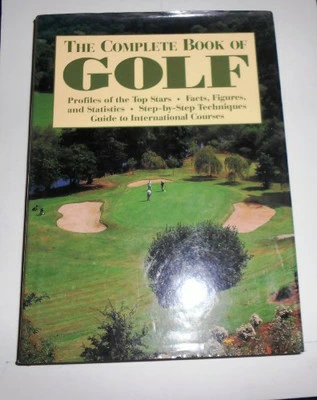 THE COMPLETE BOOK OF
GOLF
Profiles of the Top Stars • Facts, Figures,
and Statistics • Step-by-Step Techniques
Guide to International Courses